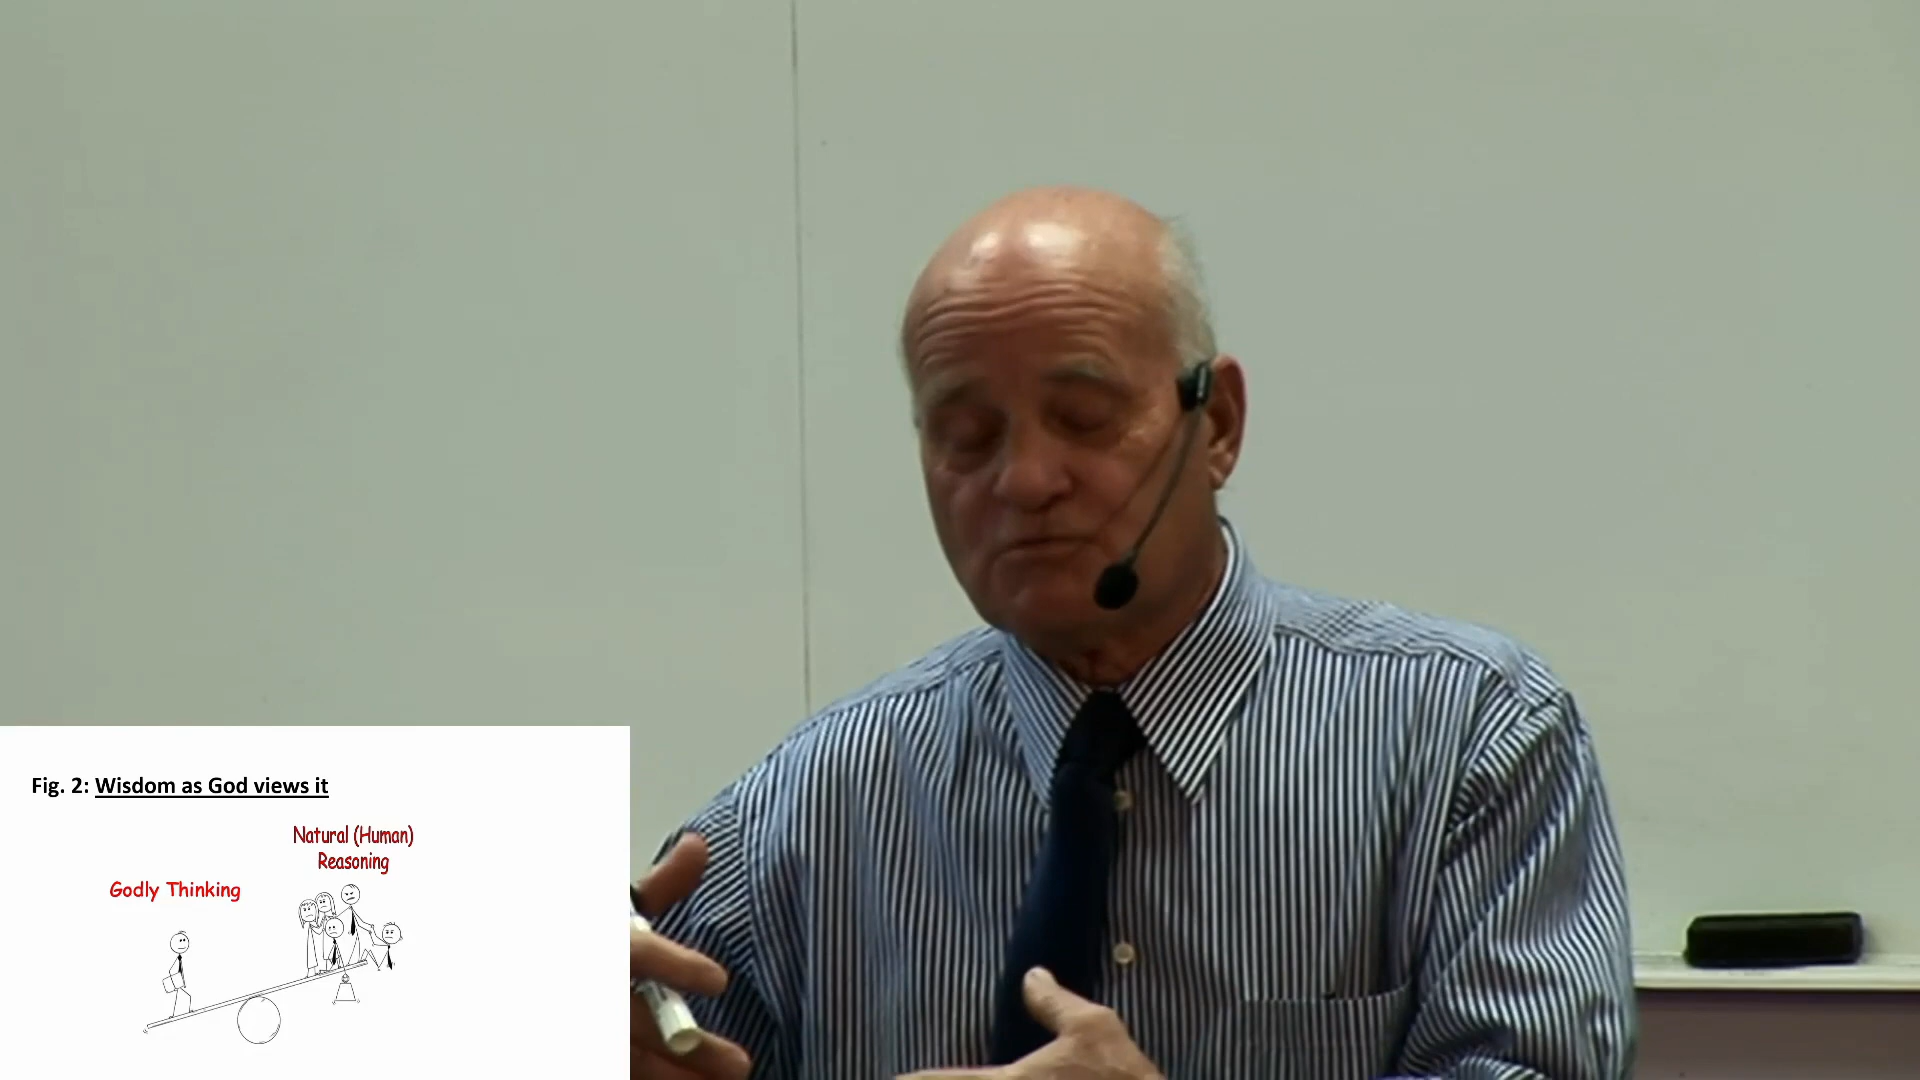 Fig. 2: Wisdom as God views it
Natural (Human)
Reasoning
Godly Thinking